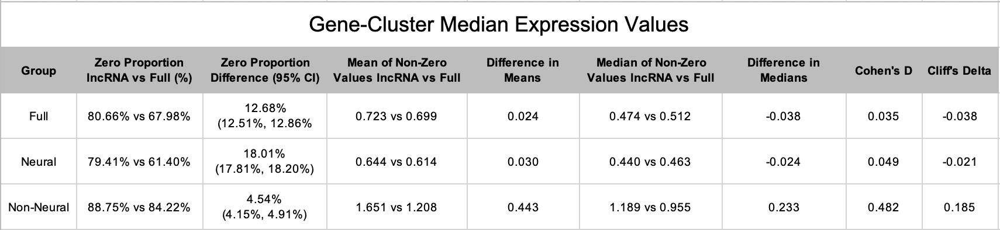 Gene-Cluster Median Expression Values
Group
Zero Proportion
lncRNA vs Full (%)
Zero Proportion
Difference (95% CI)
Mean of Non-Zero
Values lncRNA vs Full
Difference in
Means
Median of Non-Zero
Values lncRNA vs Full
Difference in
Medians
Cohen's D
Cliff's Delta
Full
80.66% vs 67.98%
12.68%
(12.51%, 12.86%
0.723 vs 0.699
0.024
0.474 vs 0.512
-0.038
0.035
-0.038
Neural
79.41% vs 61.40%
18.01%
(17.81%, 18.20%)
0.644 vs 0.614
0.030
0.440 vs 0.463
-0.024
0.049
-0.021
Non-Neural
88.75% vs 84.22%
4.54%
(4.15%, 4.91%)
1.651 vs 1.208
0.443
1.189 vs 0.955
0.233
0.482
0.185